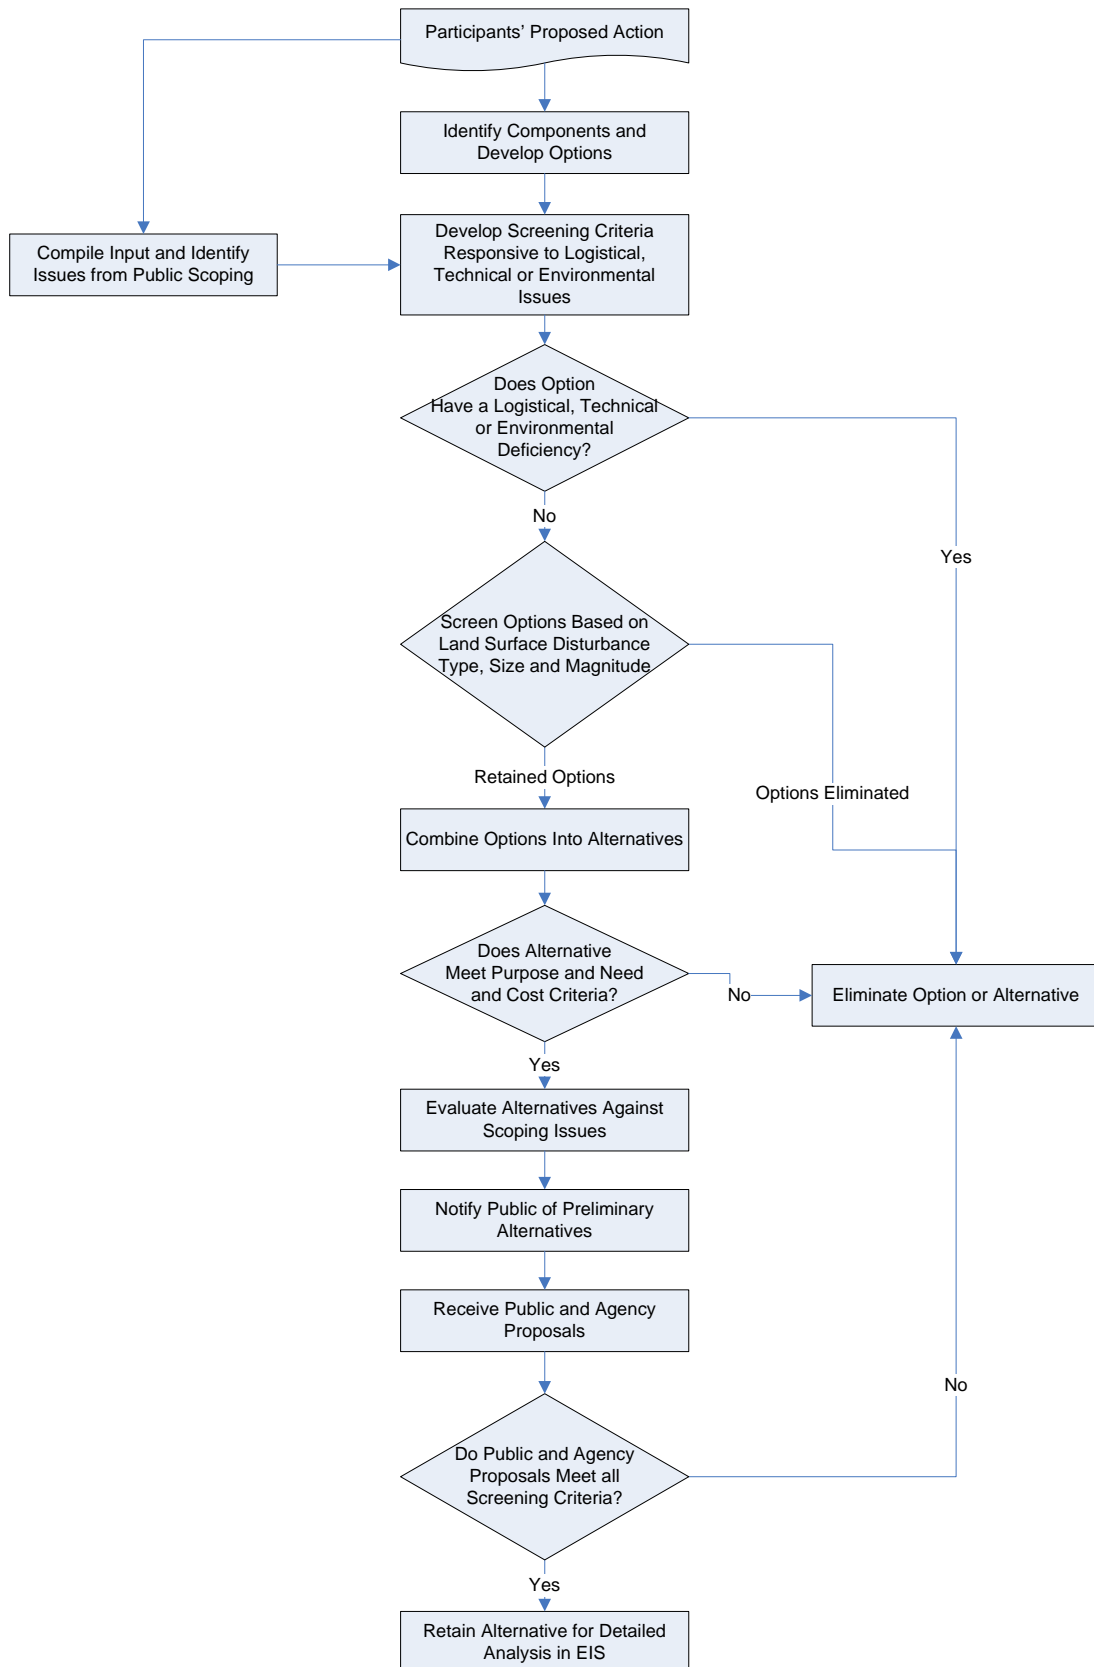 Participants’ Proposed Action
Identify Components and
Develop Options
Compile Input and Identify
Issues from Public Scoping
Develop Screening Criteria
Responsive to Logistical,
Technical or Environmental
Issues
Does Option
Have a Logistical, Technical
or Environmental
Deficiency?
No
Yes
Screen Options Based on
Land Surface Disturbance
Type, Size and Magnitude
Retained Options
Options Eliminated
Combine Options Into Alternatives
Does Alternative
Meet Purpose and Need
and Cost Criteria?
No
Eliminate Option or Alternative
Yes
Evaluate Alternatives Against
Scoping Issues
Notify Public of Preliminary
Alternatives
Receive Public and Agency
Proposals
Do Public and Agency
Proposals Meet all
Screening Criteria?
No
Yes
Retain Alternative for Detailed
Analysis in EIS